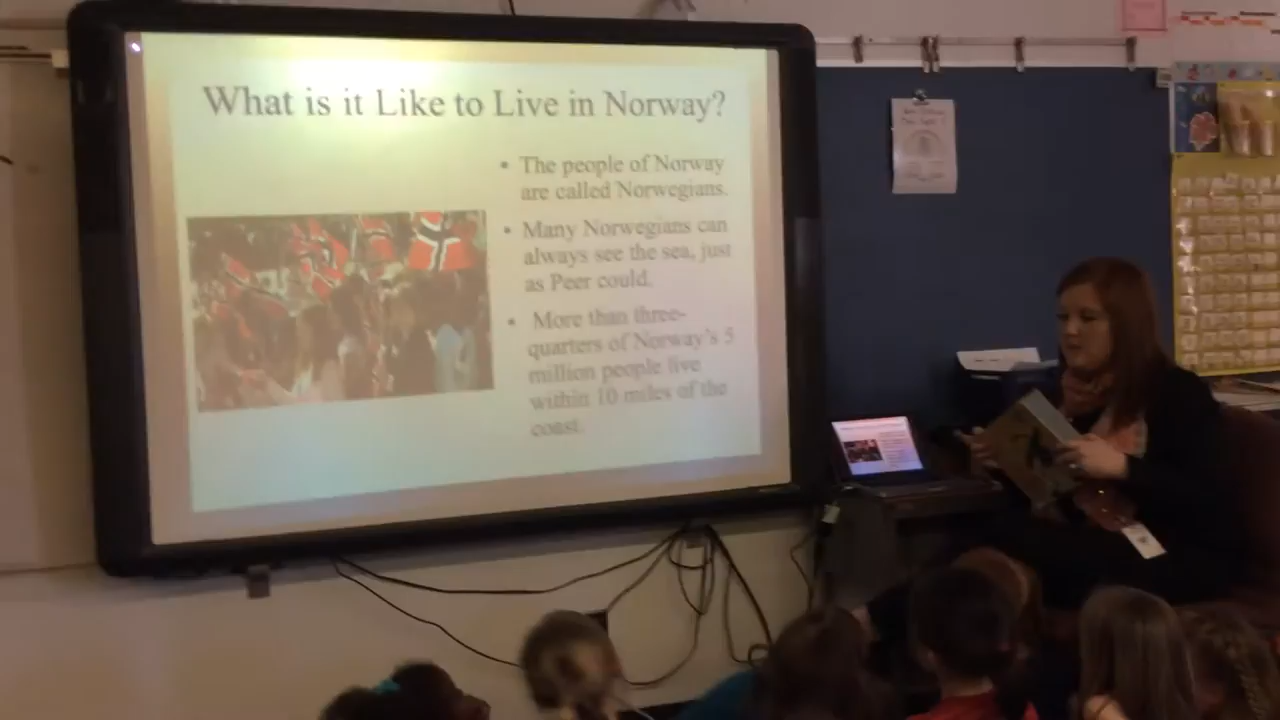 What is it Like to Live in Norway?
• The people of Norway
are called Norwegians.
• Many Norwegians can
always see the sea, just
as Peer could.
• More than three-
quarters of Norway's 5
million people live
within 10 miles of the
coast.